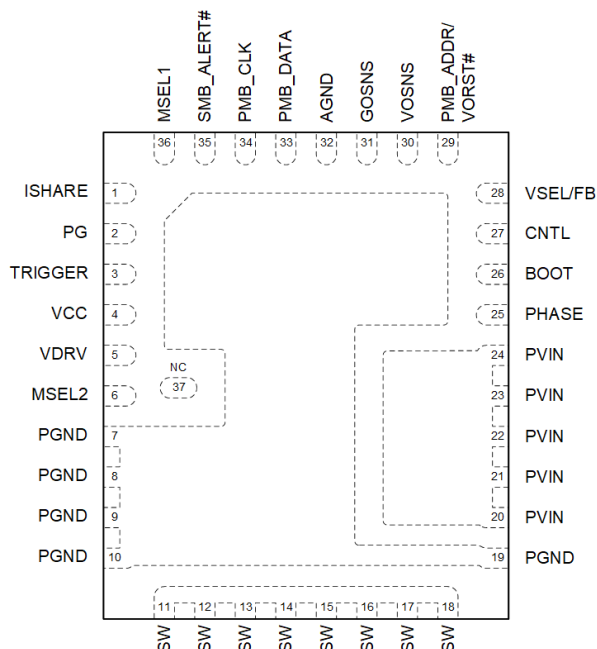 MSEL1
SMB_ALERT#
PMB_CLK
PMB_DATA
AGND
GOSNS
VOSNS
PMB_ADDR/
VORST#
36 35 34 33 32 31 30 29
ISHARE 1 28 VSEL/FB
PG 2 27 CNTL
TRIGGER 3 26 BOOT
VCC 4 25 PHASE
VDRV 5 24 PVIN
NC
37
MSEL2 6 23 PVIN
PGND 7 22 PVIN
PGND 8 21 PVIN
PGND 9 20 PVIN
PGND 10 19 PGND
11 12 13 14 15 16 17 18
SW SW SW SW SW SW SW SW